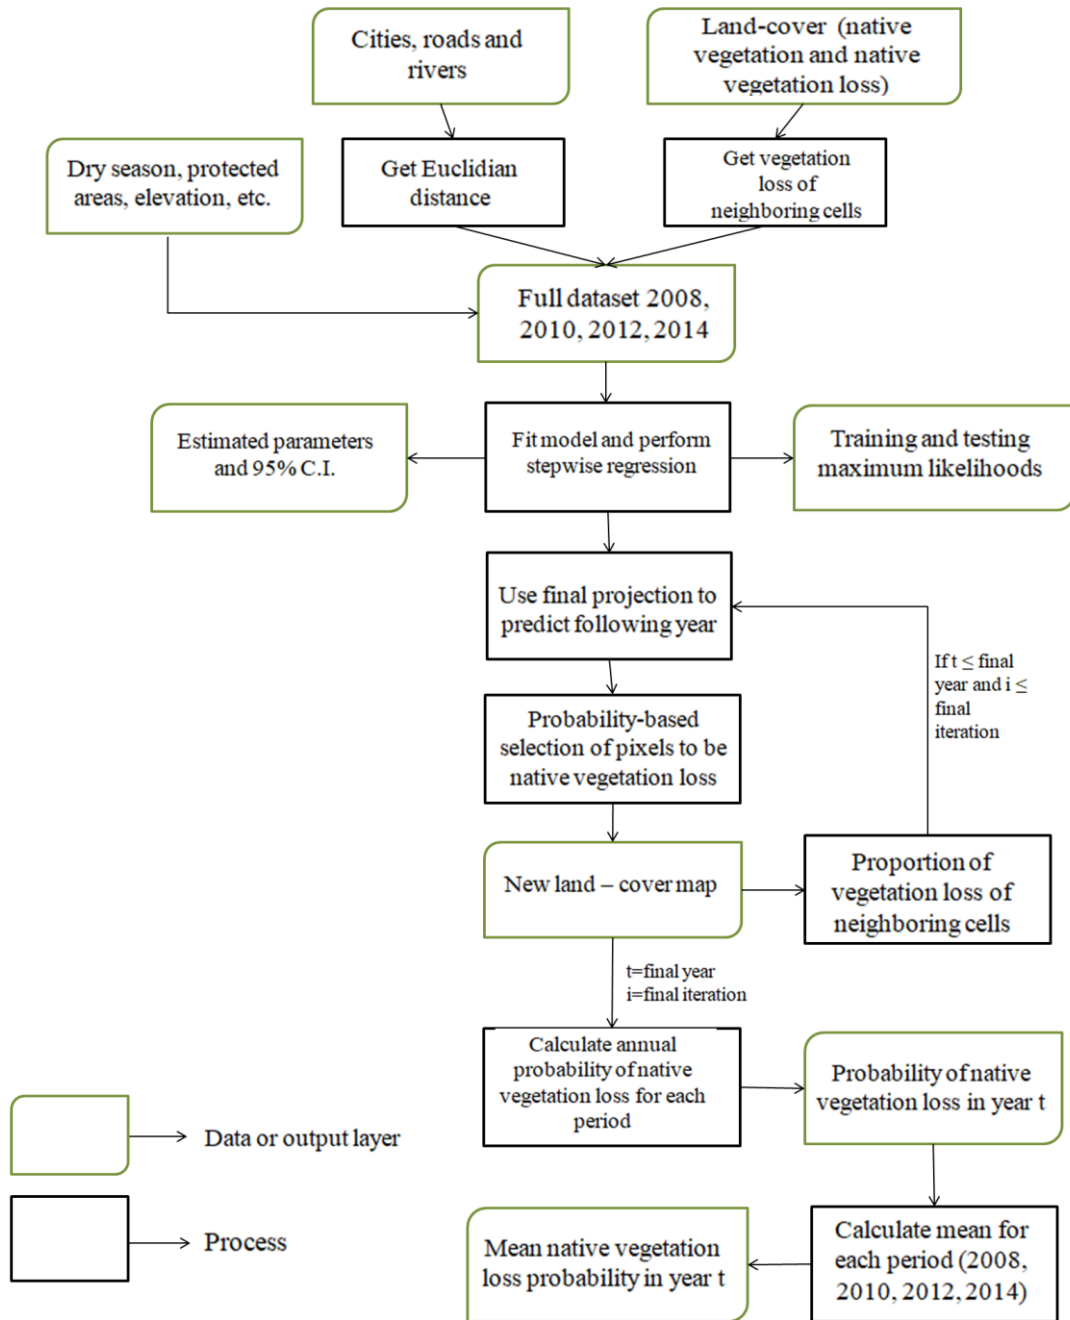 Cities, roads and
rivers
Land-cover (native
vegetation and native
vegetation loss)
Dry season, protected
areas, elevation, etc.
Get Euclidian
distance
Get vegetation
loss of
neighboring cells
Full dataset 2008,
2010, 2012, 2014
Estimated parameters
and 95% C.I.
Fit model and perform
stepwise regression
Training and testing
maximum likelihoods
Use final projection to
predict following year
If t ≤ final
year and i ≤
final
iteration
Probability-based
selection of pixels to be
native vegetation loss
New land – cover map
Proportion of
vegetation loss of
neighboring cells
t=final year
i=final iteration
Calculate annual
probability of native
vegetation loss for each
period
Probability of native
vegetation loss in year t
Data or output layer
Process
Mean native vegetation
loss probability in year t
Calculate mean for
each period (2008,
2010, 2012, 2014)